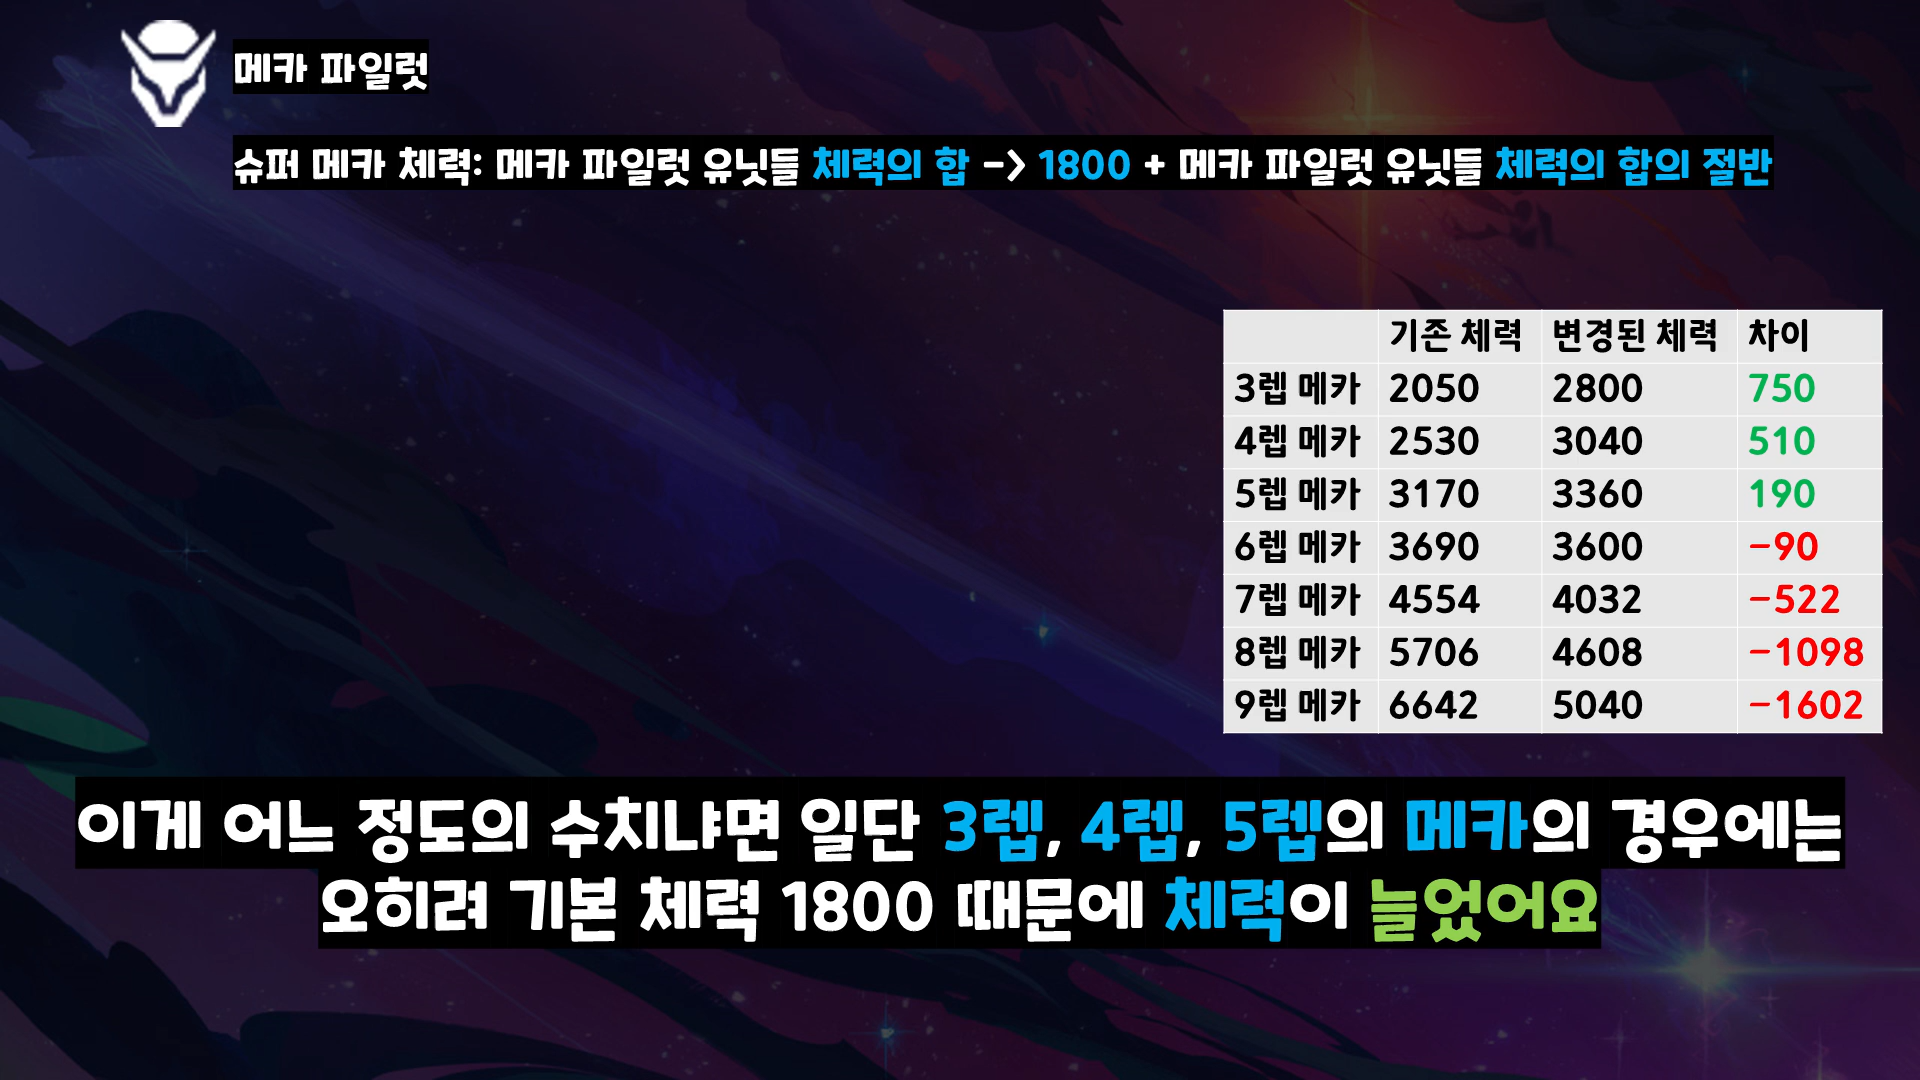 메카 파일럿
슈퍼 메카 체력: 메카 파일럿 유닛들 체력의 합 -> 1800 + 메카 파일럿 유닛들 체력의 합의 절반
기존 체력 변경된 체력 차이
3렙 메카 2050 2800 750
4렙 메카 2530 3040 510
5렙 메카 3170 3360 190
6렙 메카 3690 3600 -90
7렙 메카 4554 4032 -522
8렙 메카 5706 4608 -1098
9렙 메카 6642 5040 -1602
이게 어느 정도의 수치냐면 일단 3렙, 4렙, 5렙의 메카의 경우에는
오히려 기본 체력 1800 때문에 체력이 늘었어요